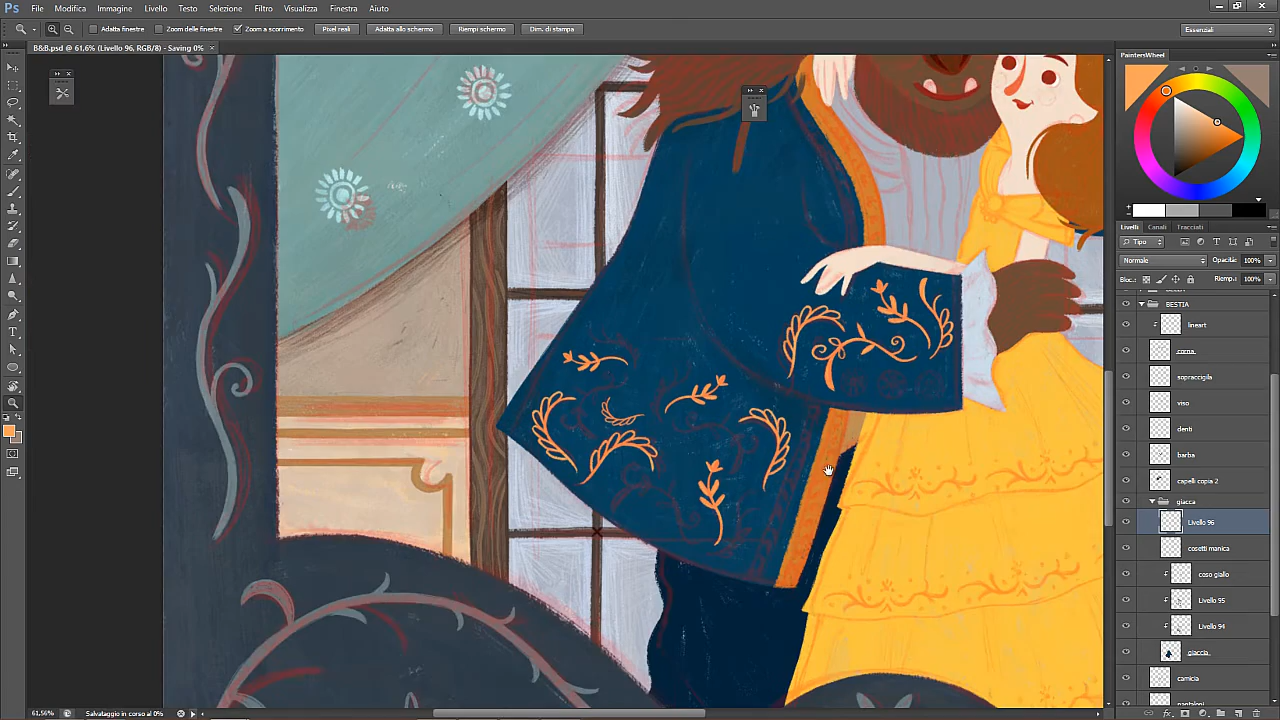 Ps File Modifica Immagine Livello Testo Selezione Filtro Visualizza Finestra Aiuto
Adatta finestre Zoom delle finestre Zoom a scorrimento Pixel reali Adatta allo schermo Riempi schermo Dim. di stampa Essenziali
B&B.psd @ 61,6% (Livello 96, RGB/8) - Saving 0% ×
PaintersWheel
Livelli Canali Tracciati
Tipo
Normale Opacità: 100%
Bloc.: Riemp.: 100%
BESTIA
lineart
corna
sopracciglia
viso
denti
barba
capelli copia 2
giacca
Livello 96
cosetti manica
coso giallo
Livello 95
Livello 94
giaccia
camicia
pantaloni
61,56% Salvataggio in corso al 0%